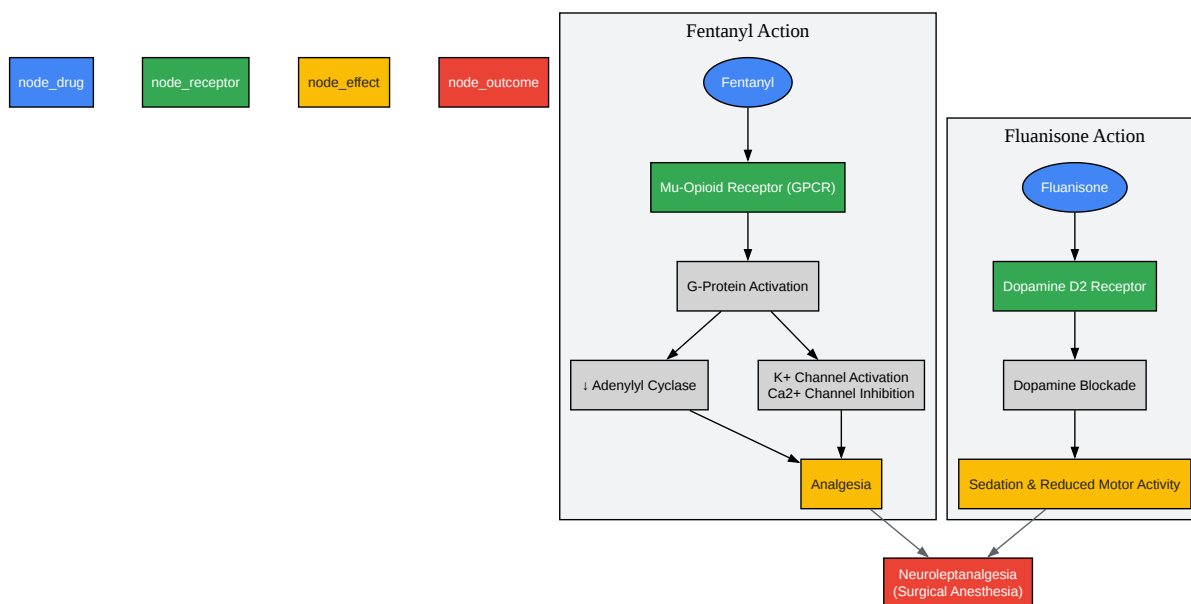 node_drug
node_receptor
node_effect
node_outcome
Fentanyl Action
Fentanyl
Mu-Opioid Receptor (GPCR)
G-Protein Activation
↓ Adenylyl Cyclase
K+ Channel Activation
Ca2+ Channel Inhibition
Analgesia
Fluanisone Action
Fluanisone
Dopamine D2 Receptor
Dopamine Blockade
Sedation & Reduced Motor Activity
Neuroleptanalgesia
(Surgical Anesthesia)